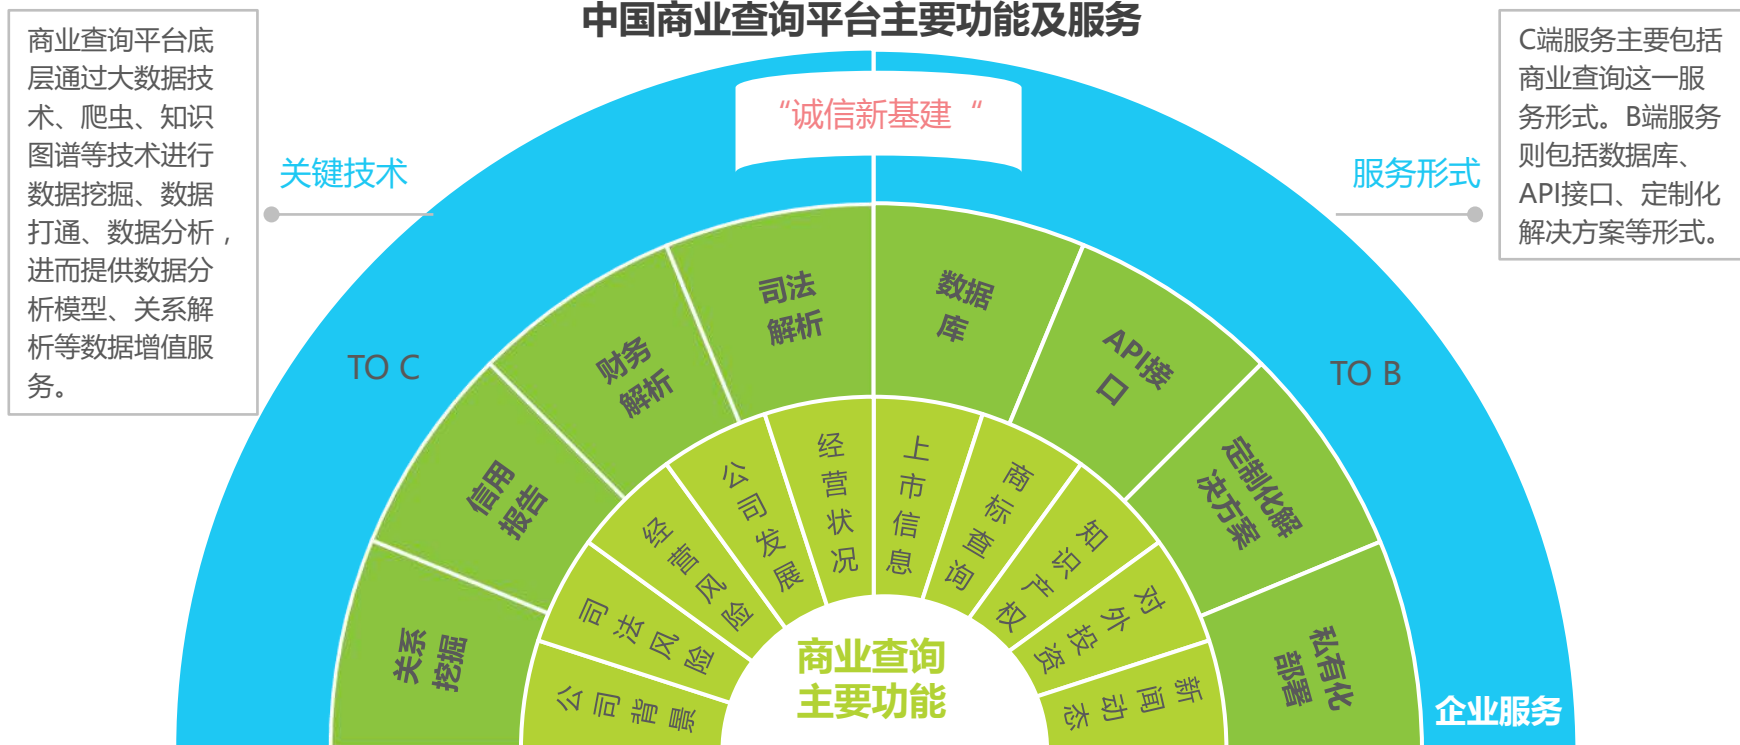 中国商业查询平台主要功能及服务
商业查询平台底
层通过大数据技
术、爬虫、知识
图谱等技术进行
数据挖掘、数据
打通、数据分析，
进而提供数据分
析模型、关系解
析等数据增值服
务。
C端服务主要包括
商业查询这一服
务形式。B端服务
则包括数据库、
API接口、定制化
解决方案等形式。
“诚信新基建“
关键技术
服务形式
TO C
TO B
关系
挖掘
信用
报告
财务
解析
司法
解析
数据
库
API接
口
定制化解
决方案
私有化
部署
公司背景
司法风险
经营风险
公司发展
经营状况
上市信息
商标查询
知识产权
对外投资
新闻动态
商业查询
主要功能
企业服务